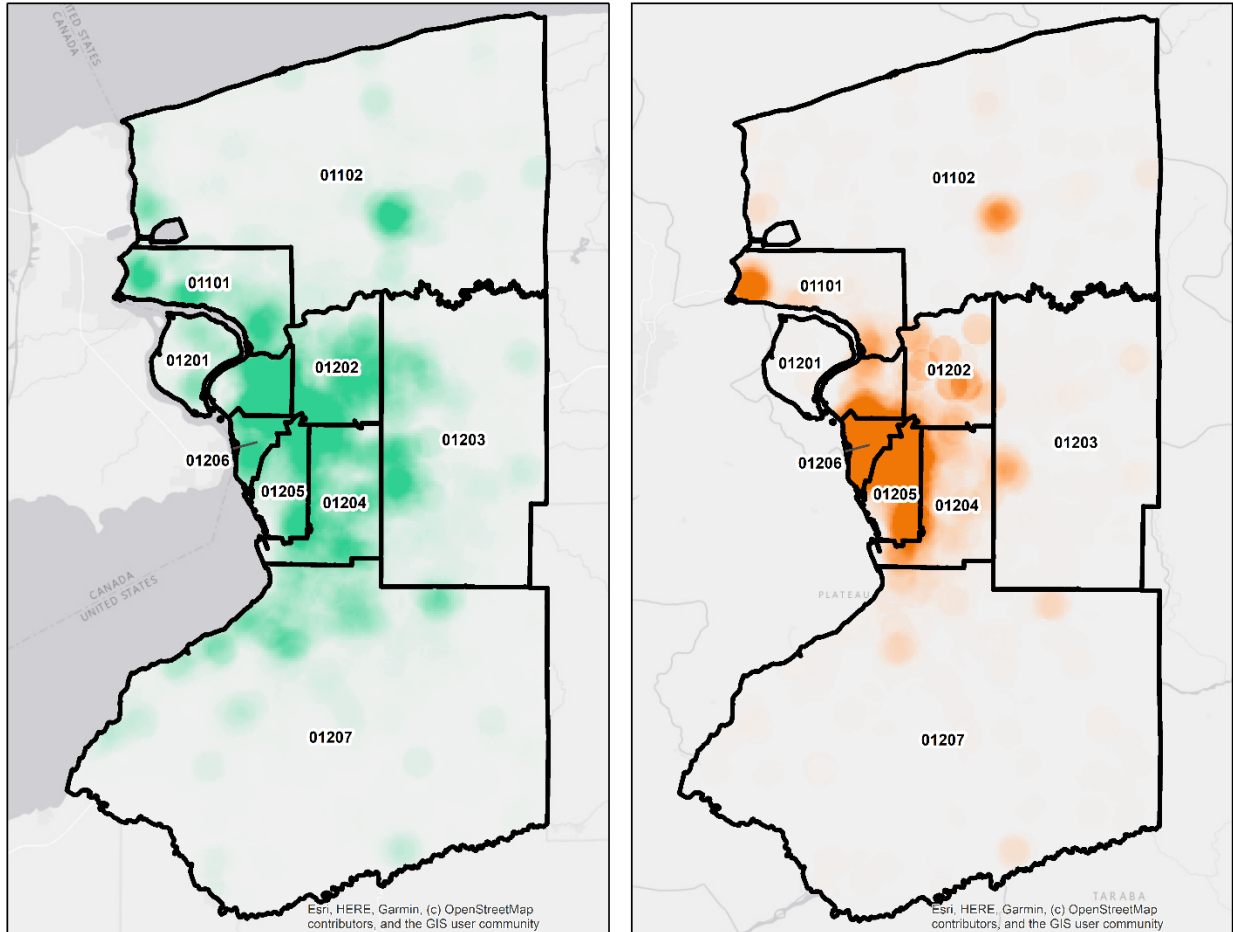 UNITED STATES
CANADA
01102
01101
01201
01202
01203
01206
01205
01204
CANADA
UNITED STATES
01207
Esri, HERE, Garmin, (c) OpenStreetMap
contributors, and the GIS user community
01102
01101
01201
01202
01203
01206
01205
01204
PLATEAU
01207
TARABA
Esri, HERE, Garmin, (c) OpenStreetMap
contributors, and the GIS user community